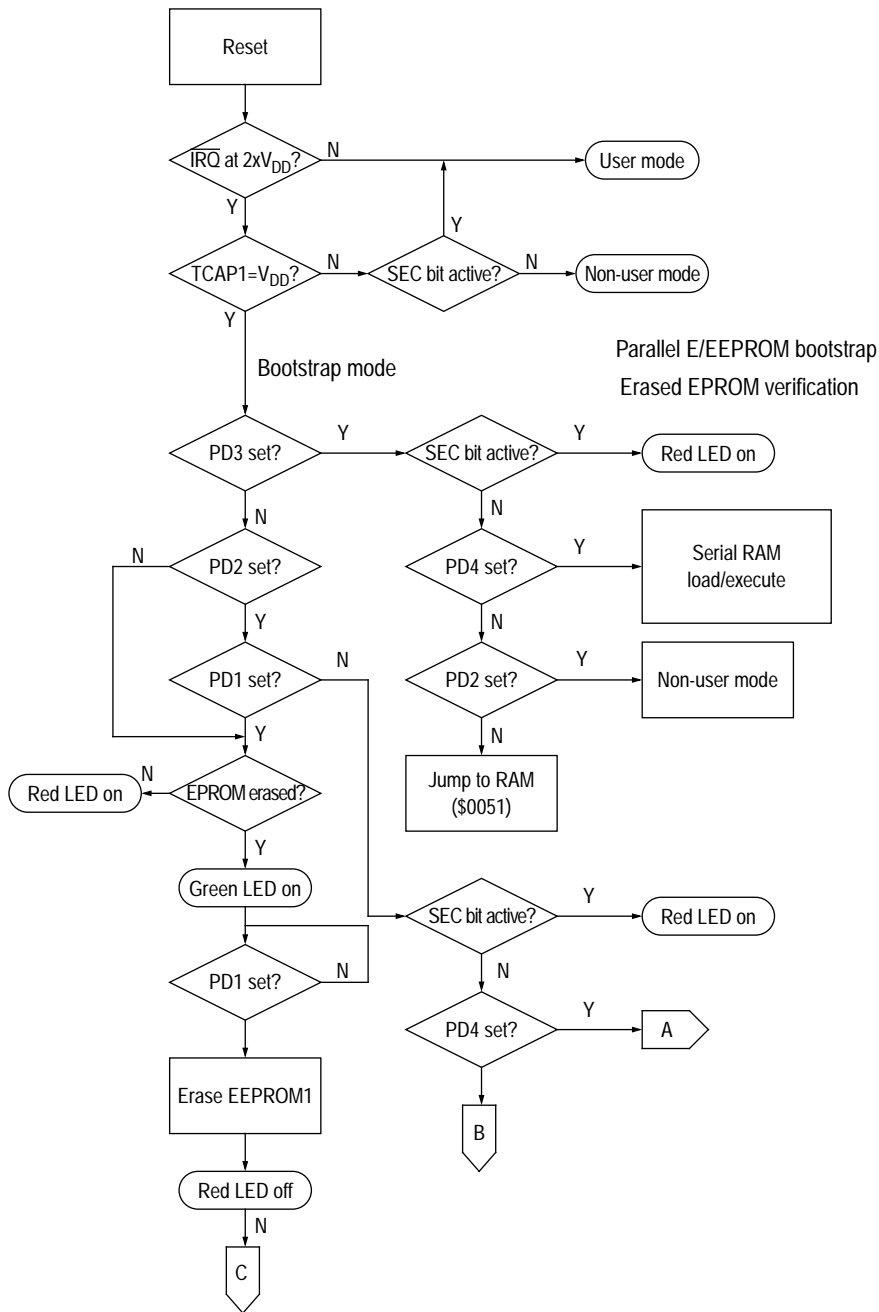 Reset
IRQ at 2xVDD?
N
User mode
Y
Y
TCAP1=VDD?
N
SEC bit active?
N
Non-user mode
Y
Parallel E/EEPROM bootstrap
Bootstrap mode
Erased EPROM verification
PD3 set?
Y
SEC bit active?
Y
Red LED on
N
N
N
PD2 set?
PD4 set?
Y
Serial RAM
load/execute
Y
N
PD1 set?
N
PD2 set?
Y
Non-user mode
Y
N
Red LED on
N
EPROM erased?
Jump to RAM
($0051)
Y
Green LED on
SEC bit active?
Y
Red LED on
PD1 set?
N
N
PD4 set?
Y
A
Erase EEPROM1
B
Red LED off
N
C